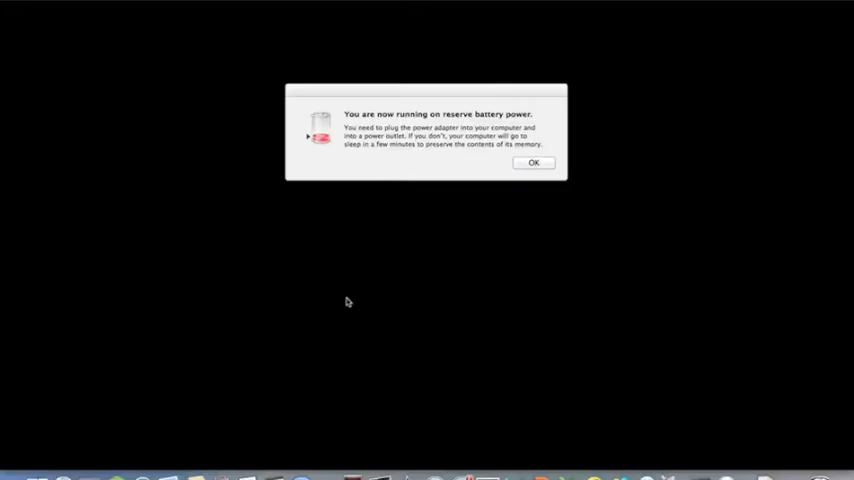 You are now running on reserve battery power.
You need to plug the power adapter into your computer and
into a power outlet. If you don't, your computer will go to
sleep in a few minutes to preserve the contents of its memory.
OK